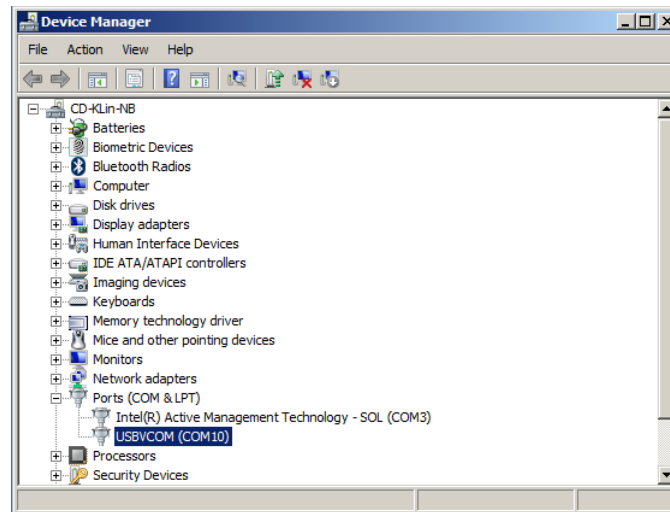 Device Manager
File Action View Help
CD-KLin-NB
Batteries
Biometric Devices
Bluetooth Radios
Computer
Disk drives
Display adapters
Human Interface Devices
IDE ATA/ATAPI controllers
Imaging devices
Keyboards
Memory technology driver
Mice and other pointing devices
Monitors
Network adapters
Ports (COM & LPT)
Intel(R) Active Management Technology - SOL (COM3)
USBVCOM (COM10)
Processors
Security Devices